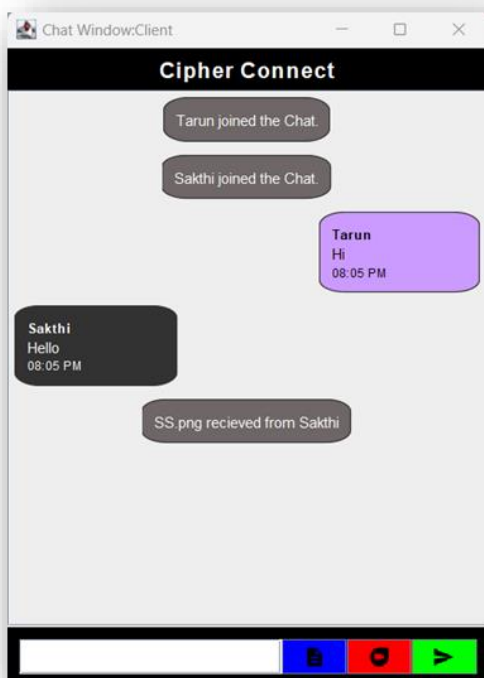 Chat Window:Client
Cipher Connect
Tarun joined the Chat.
Sakthi joined the Chat.
Tarun
Hi
08:05 PM
Sakthi
Hello
08:05 PM
SS.png recieved from Sakthi